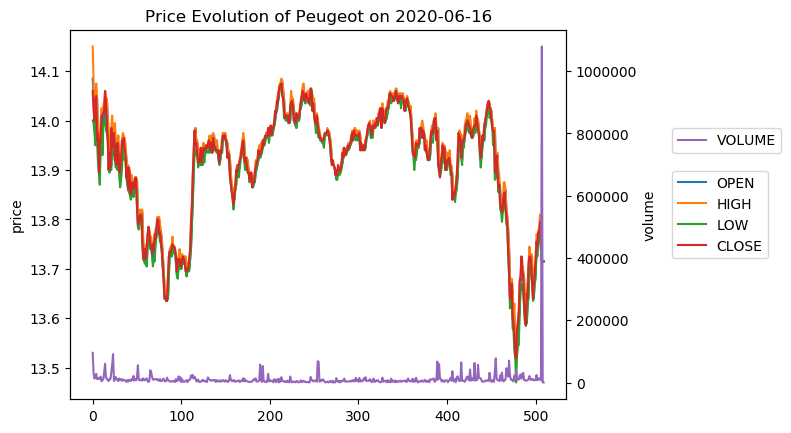 Price Evolution of Peugeot on 2020-06-16
price
14.1
14.0
13.9
13.8
13.7
13.6
13.5
0
100
200
300
400
500
1000000
800000
600000
400000
200000
0
volume
VOLUME
OPEN
HIGH
LOW
CLOSE